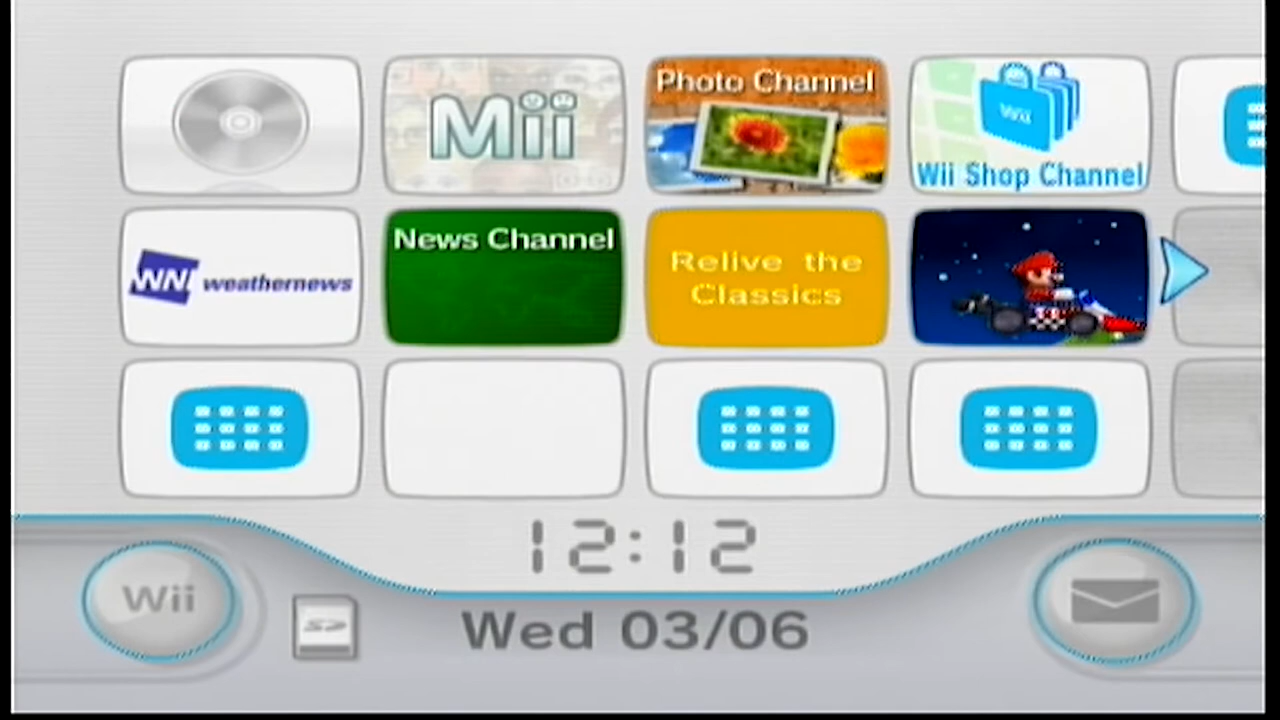 Mii
Photo Channel
Wii
Wii Shop Channel
WNI weathernews
News Channel
Relive the
Classics
12:12
Wii
SD
Wed 03/06